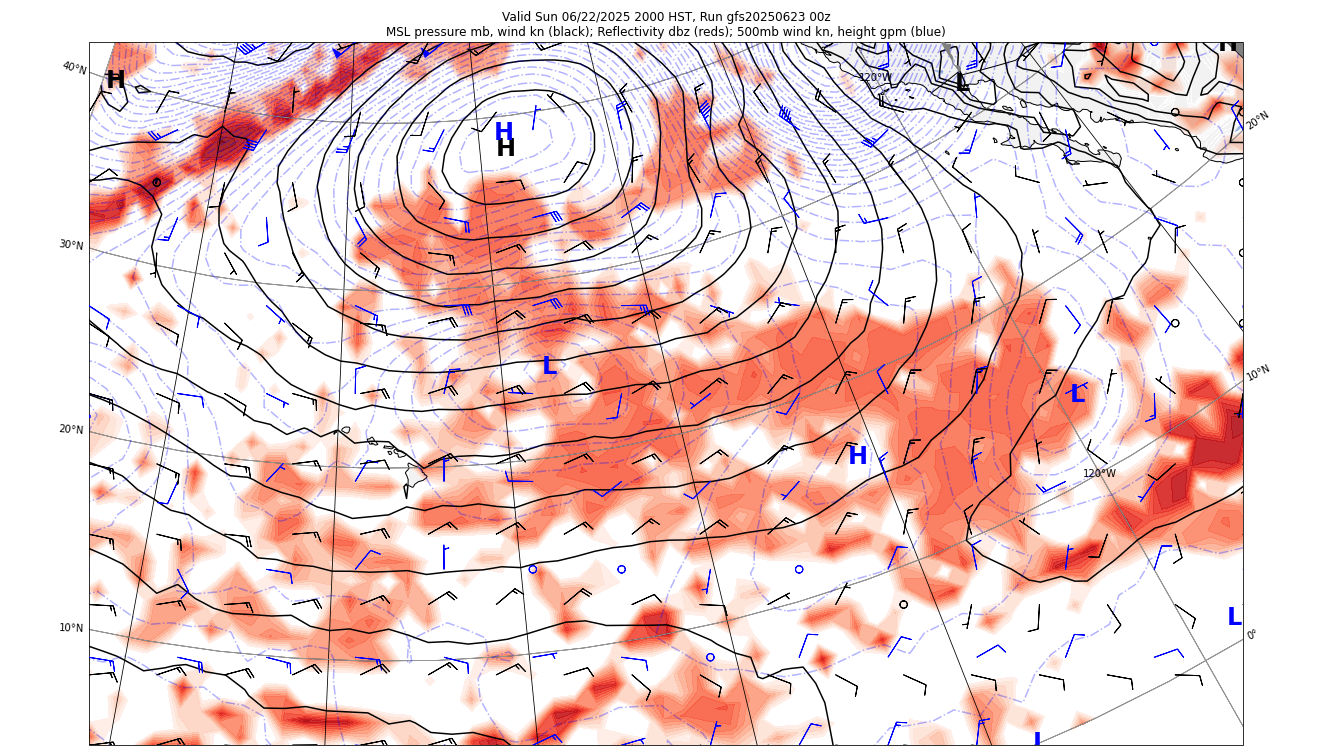 Valid Sun 06/22/2025 2000 HST, Run gfs20250623 00z
MSL pressure mb, wind kn (black); Reflectivity dbz (reds); 500mb wind kn, height gpm (blue)
H
40°N
H
120°W
L
20°N
H
H
30°N
L
10°N
L
20°N
H
120°W
10°N
L
0°
L